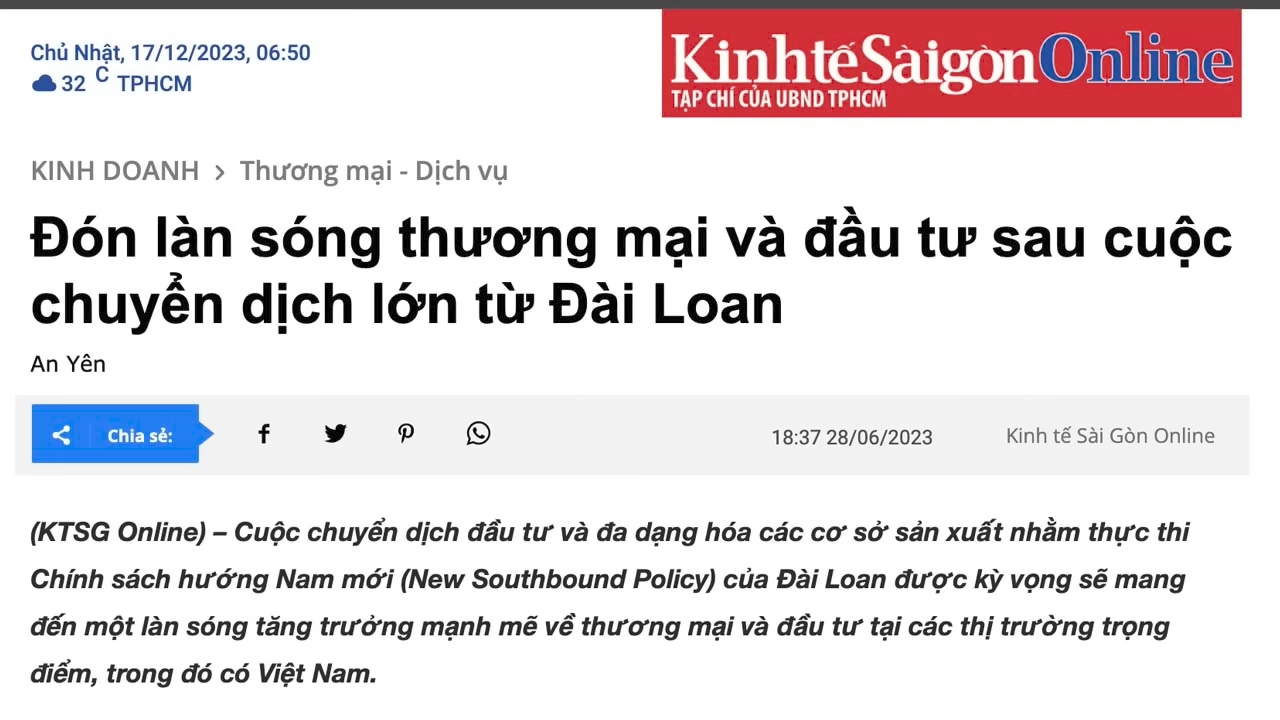 Chủ Nhật, 17/12/2023, 06:50
32 C TPHCM
Kinh tế Sài gòn Online
TẠP CHÍ CỦA UBND TPHCM
KINH DOANH > Thương mại - Dịch vụ
Đón làn sóng thương mại và đầu tư sau cuộc
chuyển dịch lớn từ Đài Loan
An Yên
Chia sẻ:
18:37 28/06/2023
Kinh tế Sài Gòn Online
(KTSG Online) – Cuộc chuyển dịch đầu tư và đa dạng hóa các cơ sở sản xuất nhằm thực thi
Chính sách hướng Nam mới (New Southbound Policy) của Đài Loan được kỳ vọng sẽ mang
đến một làn sóng tăng trưởng mạnh mẽ về thương mại và đầu tư tại các thị trường trọng
điểm, trong đó có Việt Nam.